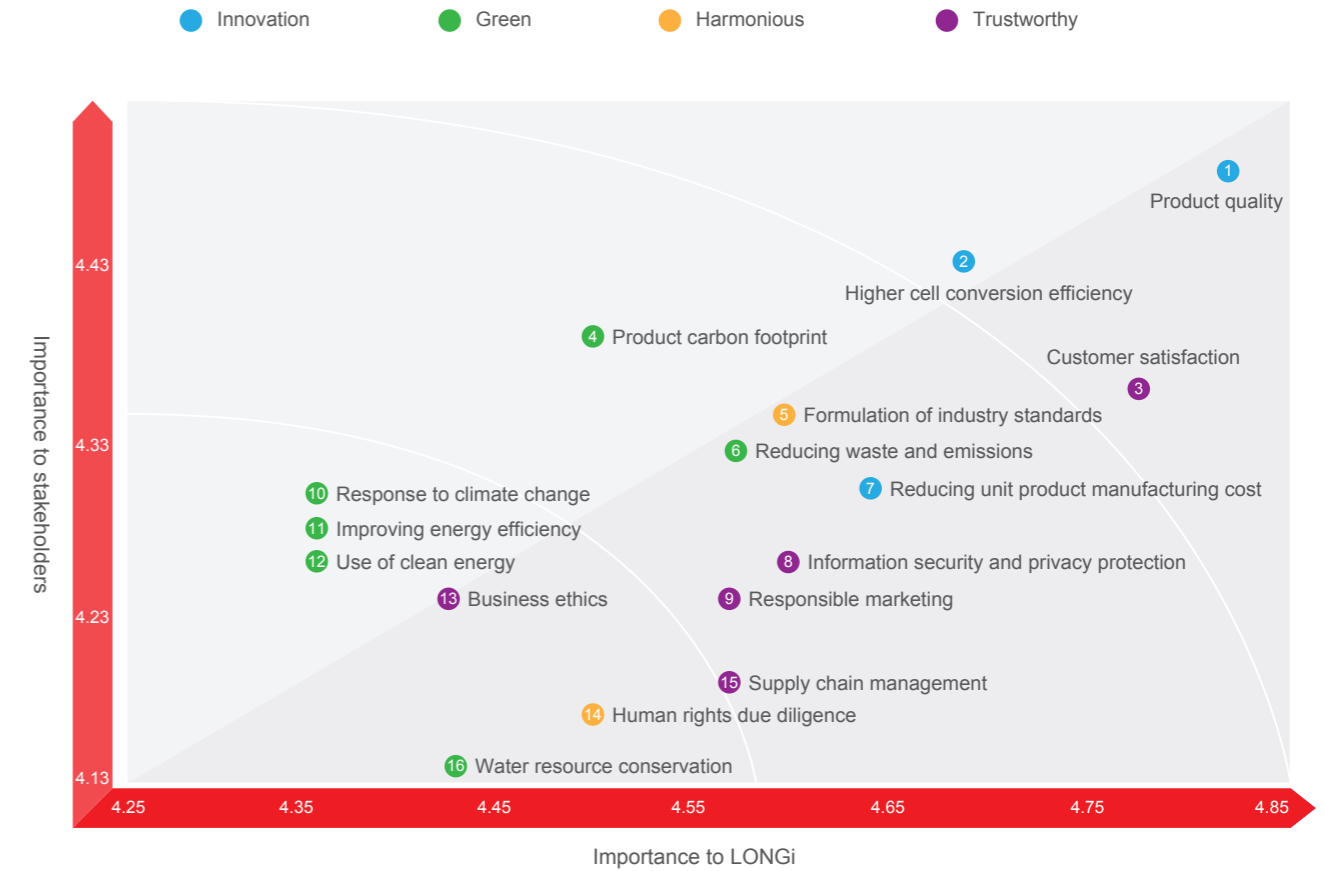 Innovation
Green
Harmonious
Trustworthy
1
Product quality
4.43
2
Higher cell conversion efficiency
4 Product carbon footprint
Customer satisfaction
3
5 Formulation of industry standards
4.33
6 Reducing waste and emissions
7 Reducing unit product manufacturing cost
10 Response to climate change
11 Improving energy efficiency
12 Use of clean energy
8 Information security and privacy protection
13 Business ethics
9 Responsible marketing
4.23
15 Supply chain management
14 Human rights due diligence
16 Water resource conservation
4.13
Importance to stakeholders
4.25 4.35 4.45 4.55 4.65 4.75 4.85
Importance to LONGi